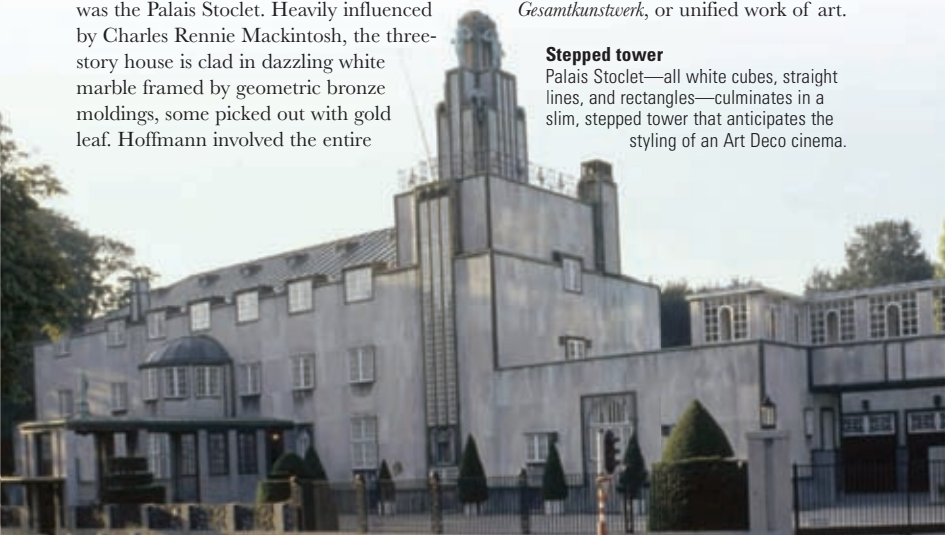 was the Palais Stoclet. Heavily influenced
by Charles Rennie Mackintosh, the three-
story house is clad in dazzling white
marble framed by geometric bronze
moldings, some picked out with gold
leaf. Hoffmann involved the entire
Gesamtkunstwerk, or unified work of art.
Stepped tower
Palais Stoclet—all white cubes, straight
lines, and rectangles—culminates in a
slim, stepped tower that anticipates the
styling of an Art Deco cinema.